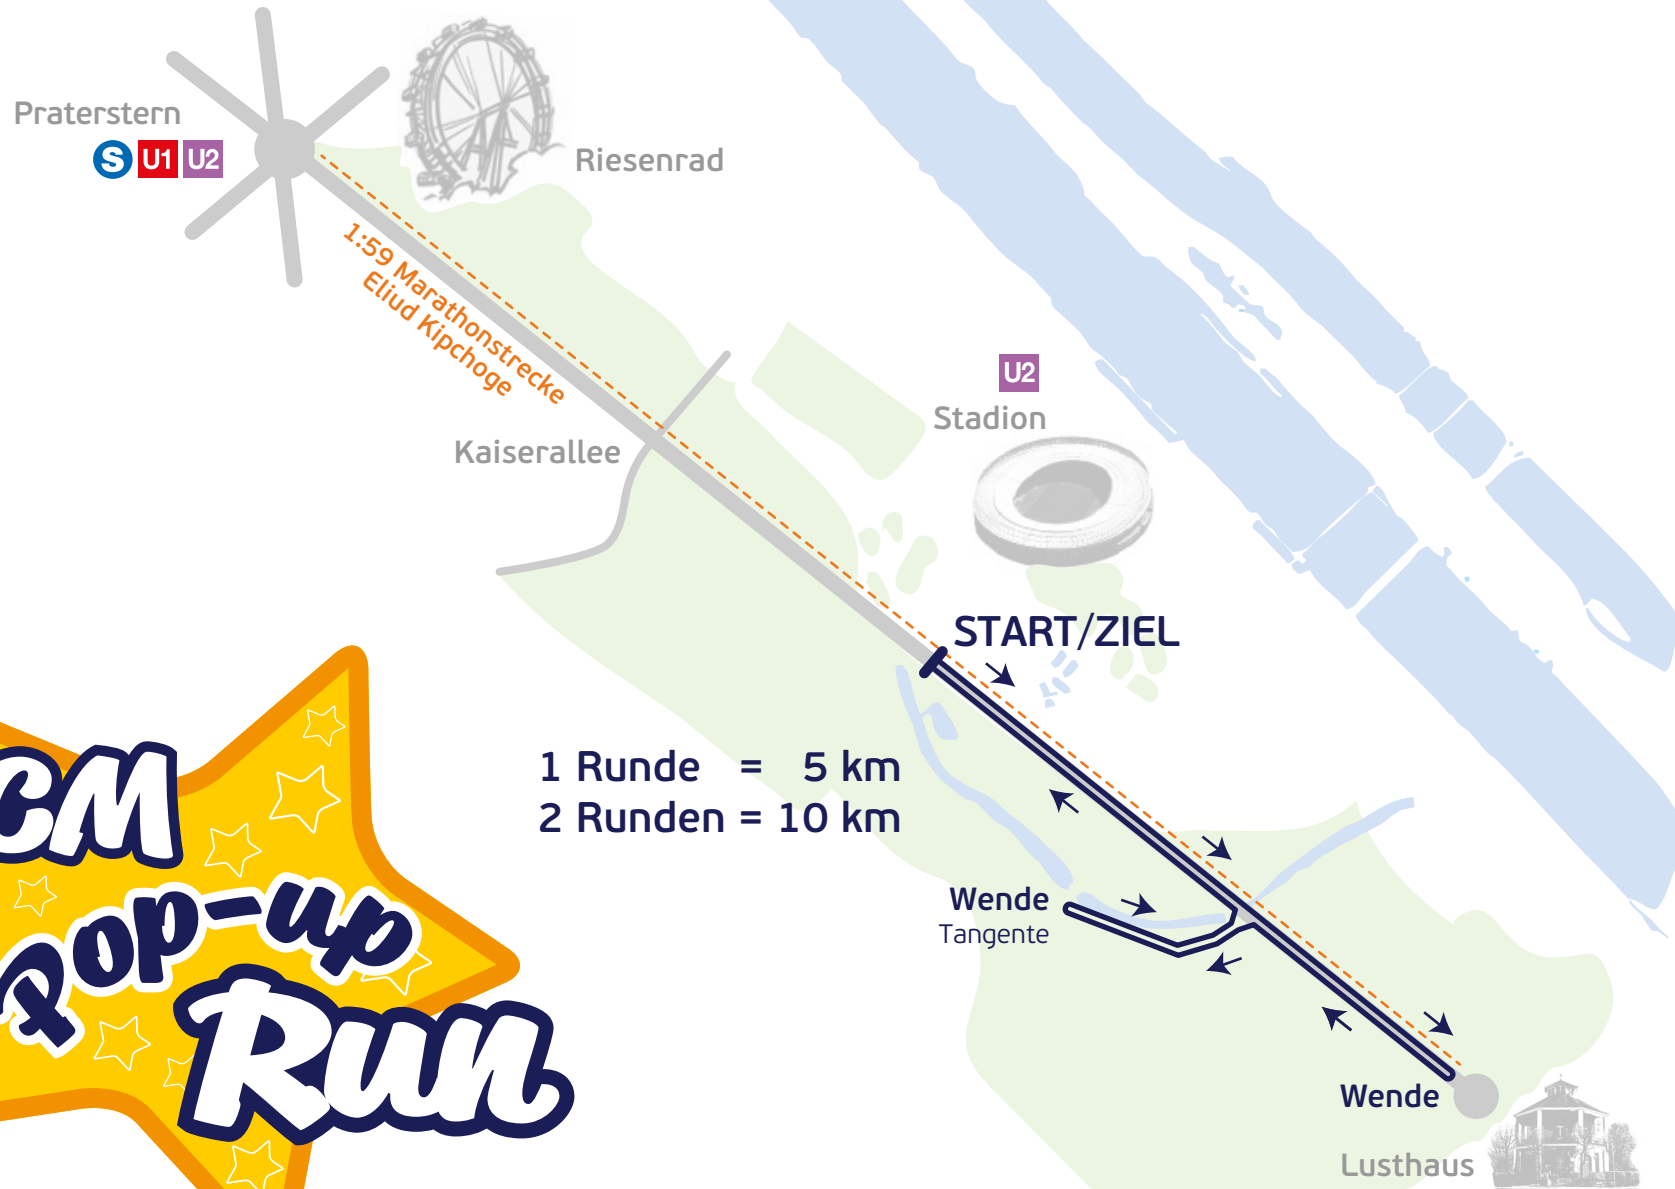 Praterstern
S U1 U2
Riesenrad
1:59 Marathonstrecke
Eliud Kipchoge
U2
Stadion
Kaiserallee
START/ZIEL
1 Runde = 5 km
2 Runden = 10 km
Wende
Tangente
CM
Pop-up
Run
Wende
Lusthaus